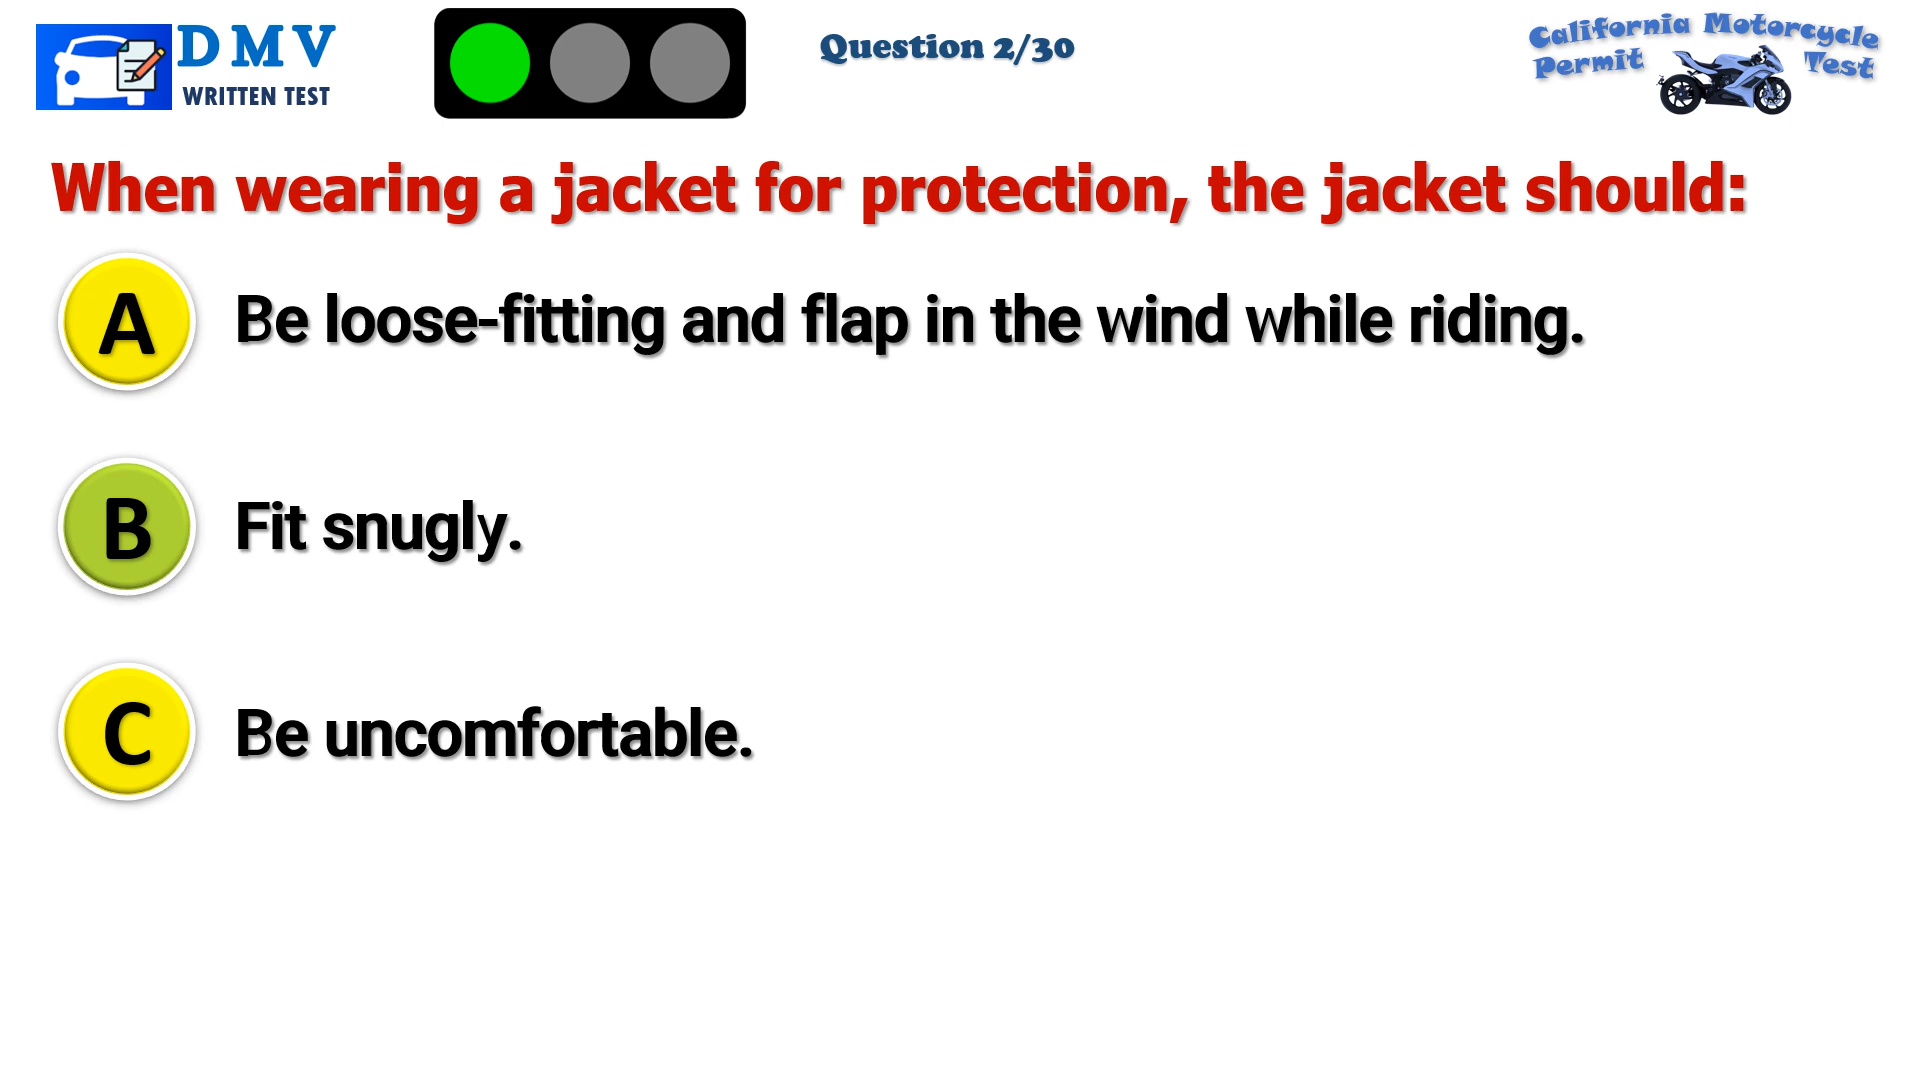 DMV
WRITTEN TEST
Question 2/30
California Motorcycle
Permit Test
When wearing a jacket for protection, the jacket should:
A Be loose-fitting and flap in the wind while riding.
B Fit snugly.
C Be uncomfortable.